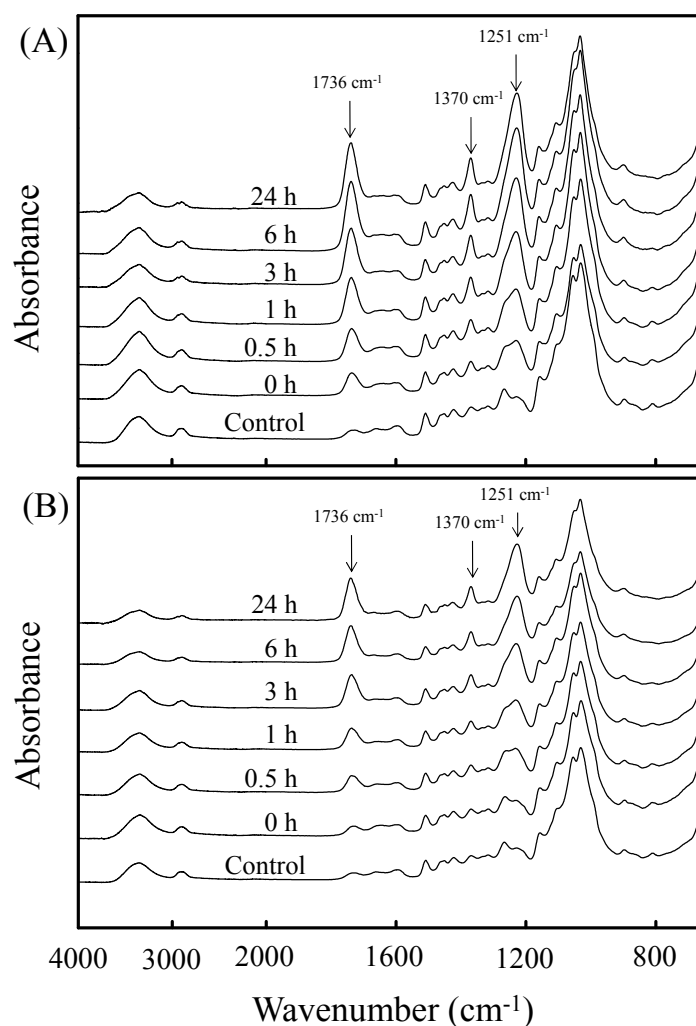 (A)
1251 cm-1
1736 cm-1
1370 cm-1
24 h
6 h
3 h
1 h
0.5 h
0 h
Control
Absorbance
(B)
1251 cm-1
1736 cm-1
1370 cm-1
24 h
6 h
3 h
1 h
0.5 h
0 h
Control
Absorbance
4000 3000 2000 1600 1200 800
Wavenumber (cm-1)